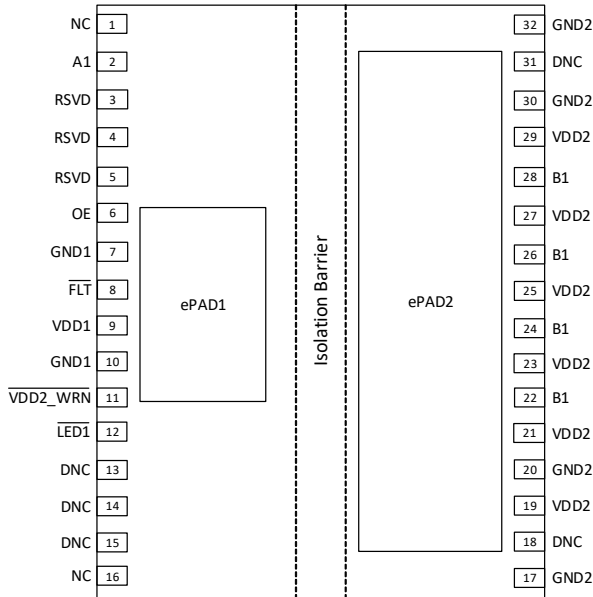 NC 1
A1 2
RSVD 3
RSVD 4
RSVD 5
OE 6
GND1 7
FLT 8
VDD1 9
GND1 10
VDD2_WRN 11
LED1 12
DNC 13
DNC 14
DNC 15
NC 16
ePAD1
Isolation Barrier
ePAD2
32 GND2
31 DNC
30 GND2
29 VDD2
28 B1
27 VDD2
26 B1
25 VDD2
24 B1
23 VDD2
22 B1
21 VDD2
20 GND2
19 VDD2
18 DNC
17 GND2